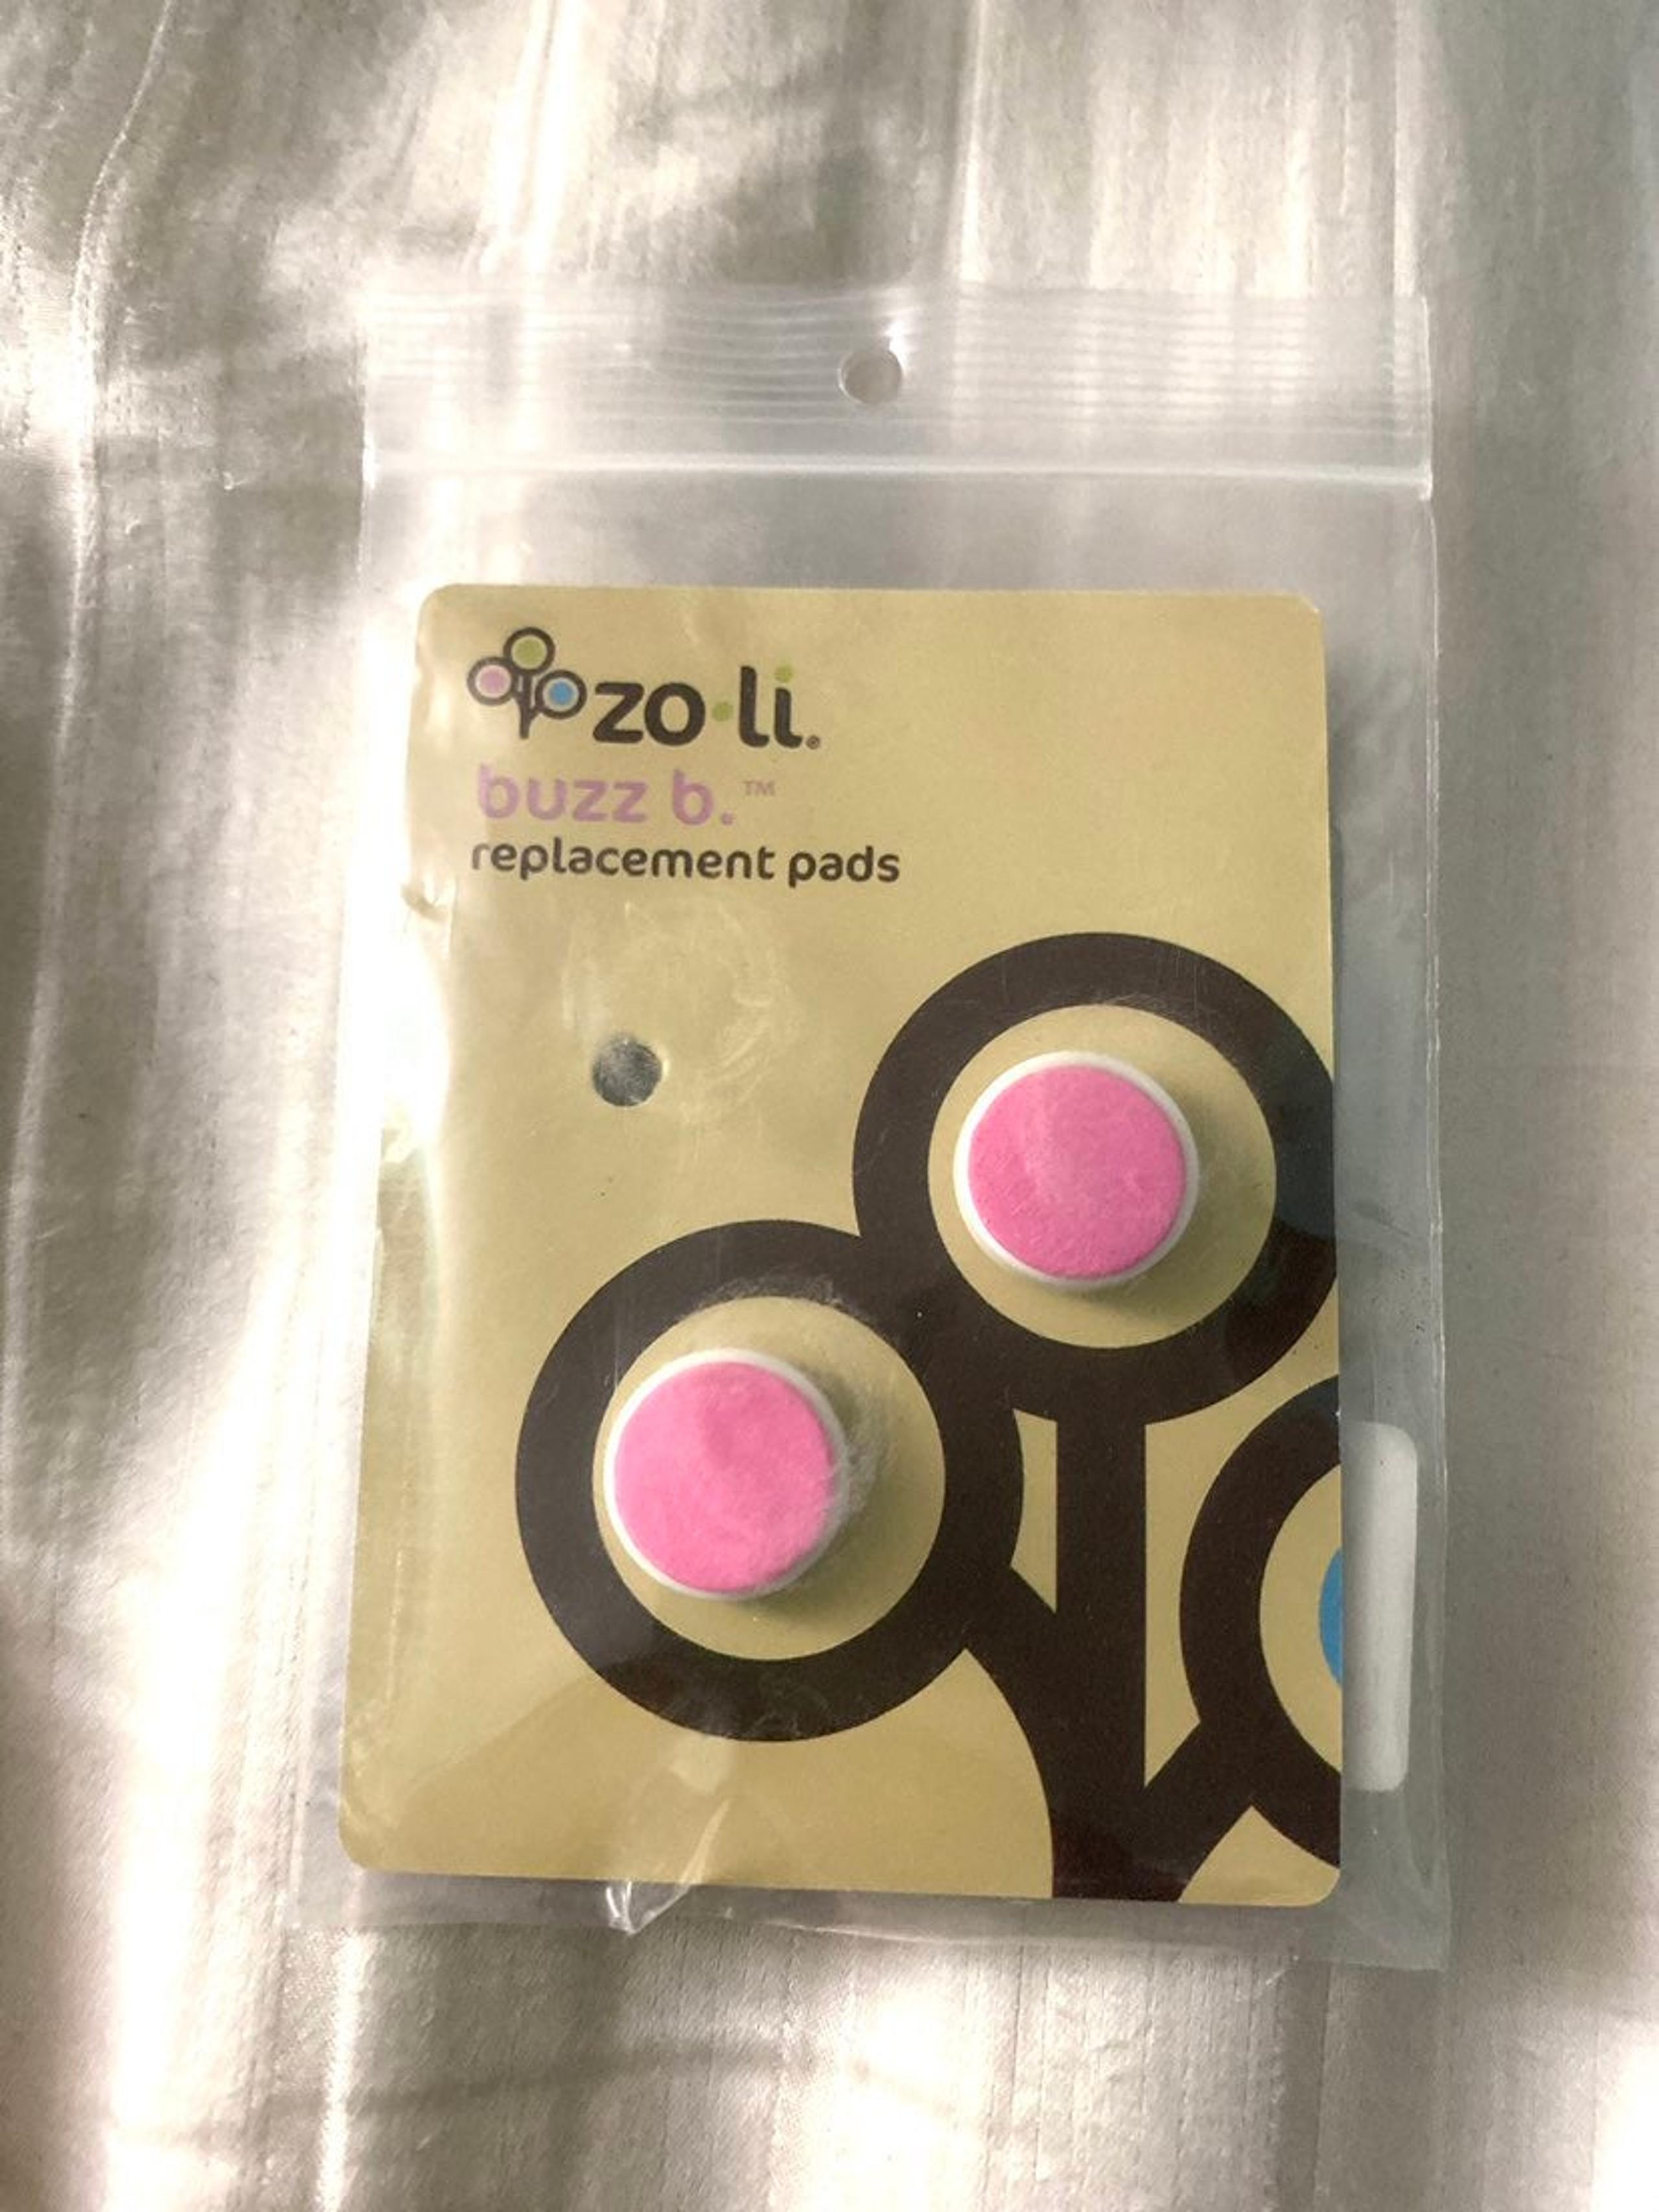 zo·li®
buzz b.™
replacement pads